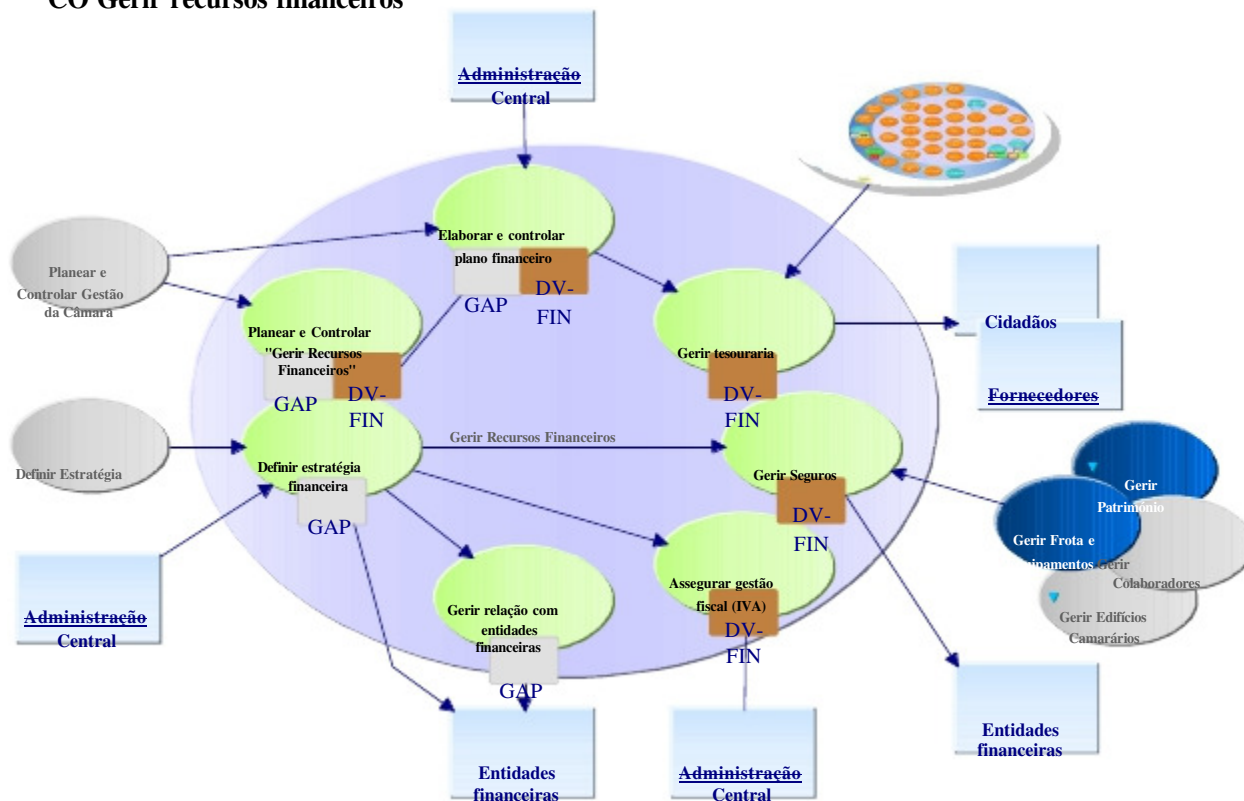 CO Gerir recursos financeiros
Administração
Central
Elaborar e controlar
plano financeiro
GAP
DV-
FIN
Planear e
Controlar Gestão
da Câmara
Planear e Controlar
"Gerir Recursos
Financeiros"
GAP
DV-
FIN
Gerir tesouraria
DV-
FIN
Cidadãos
Fornecedores
Definir Estratégia
Definir estratégia
financeira
GAP
Gerir Recursos Financeiros
Gerir Seguros
DV-
FIN
Gerir
Património
Gerir Frota e
ipamentos
Gerir
Colaboradores
Gerir Edifícios
Camarários
Administração
Central
Gerir relação com
entidades
financeiras
GAP
Assegurar gestão
fiscal (IVA)
DV-
FIN
Entidades
financeiras
Administração
Central
Entidades
financeiras